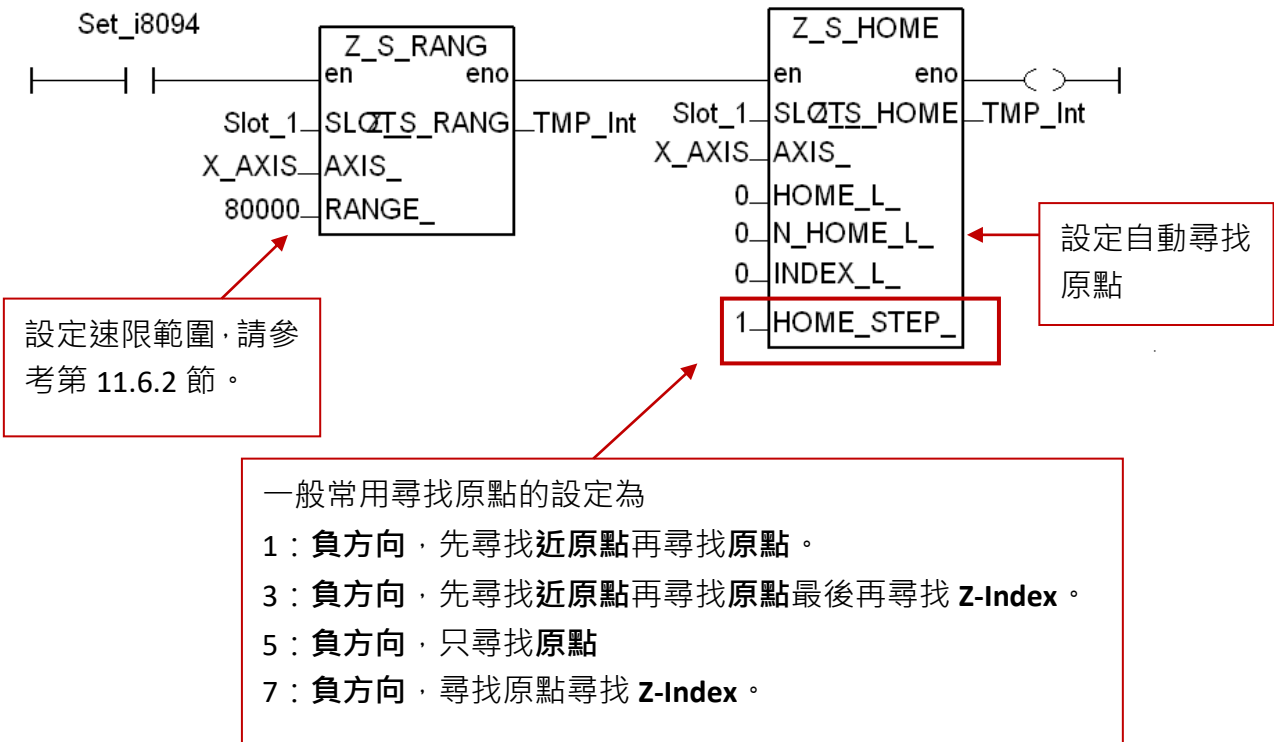 Set_i8094
Z_S_RANG
en eno
Slot_1 SLOT_ Z_S_RANG TMP_Int
X_AXIS AXIS_
80000 RANGE_
Z_S_HOME
en eno
Slot_1 SLOT_ Z_S_HOME TMP_Int
X_AXIS AXIS_
0 HOME_L_
0 N_HOME_L_
0 INDEX_L_
1 HOME_STEP_
設定自動尋找
原點
設定速限範圍，請參
考第 11.6.2 節。
一般常用尋找原點的設定為
1：負方向，先尋找近原點再尋找原點。
3：負方向，先尋找近原點再尋找原點最後再尋找 Z-Index。
5：負方向，只尋找原點
7：負方向，尋找原點尋找 Z-Index。